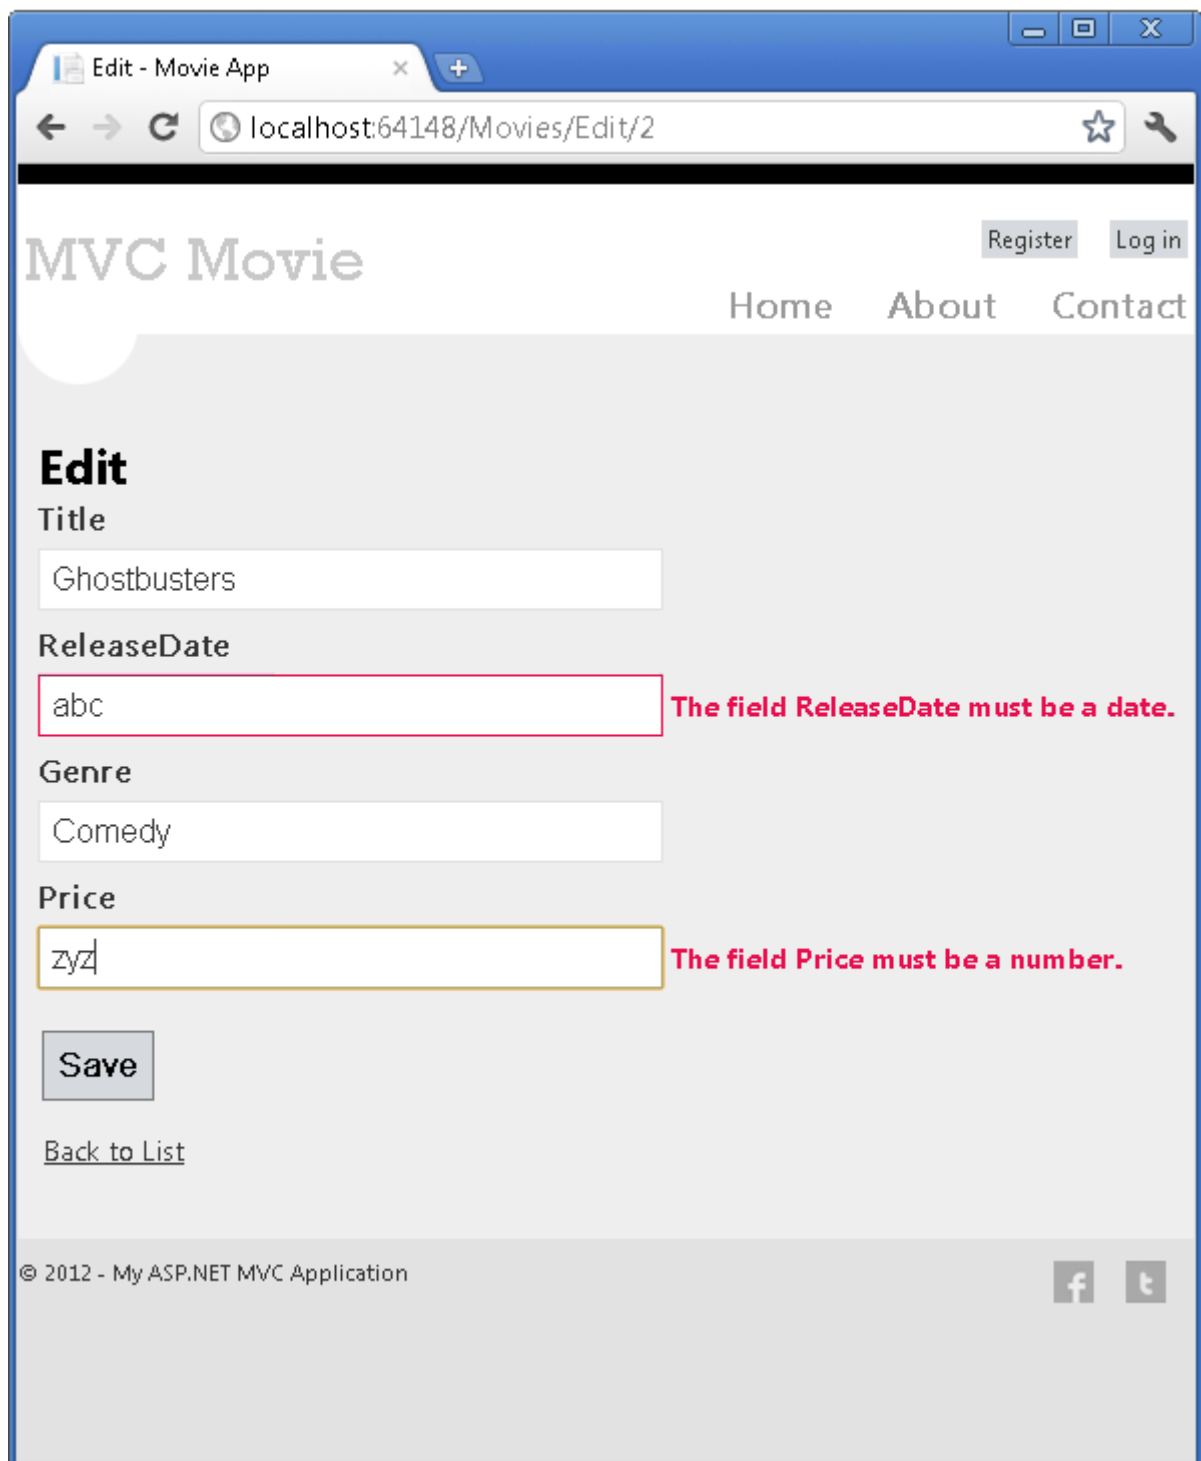 Edit - Movie App
localhost:64148/Movies/Edit/2
Register Log in
MVC Movie
Home About Contact
Edit
Title
Ghostbusters
ReleaseDate
abc The field ReleaseDate must be a date.
Genre
Comedy
Price
zyz The field Price must be a number.
Save
Back to List
© 2012 - My ASP.NET MVC Application